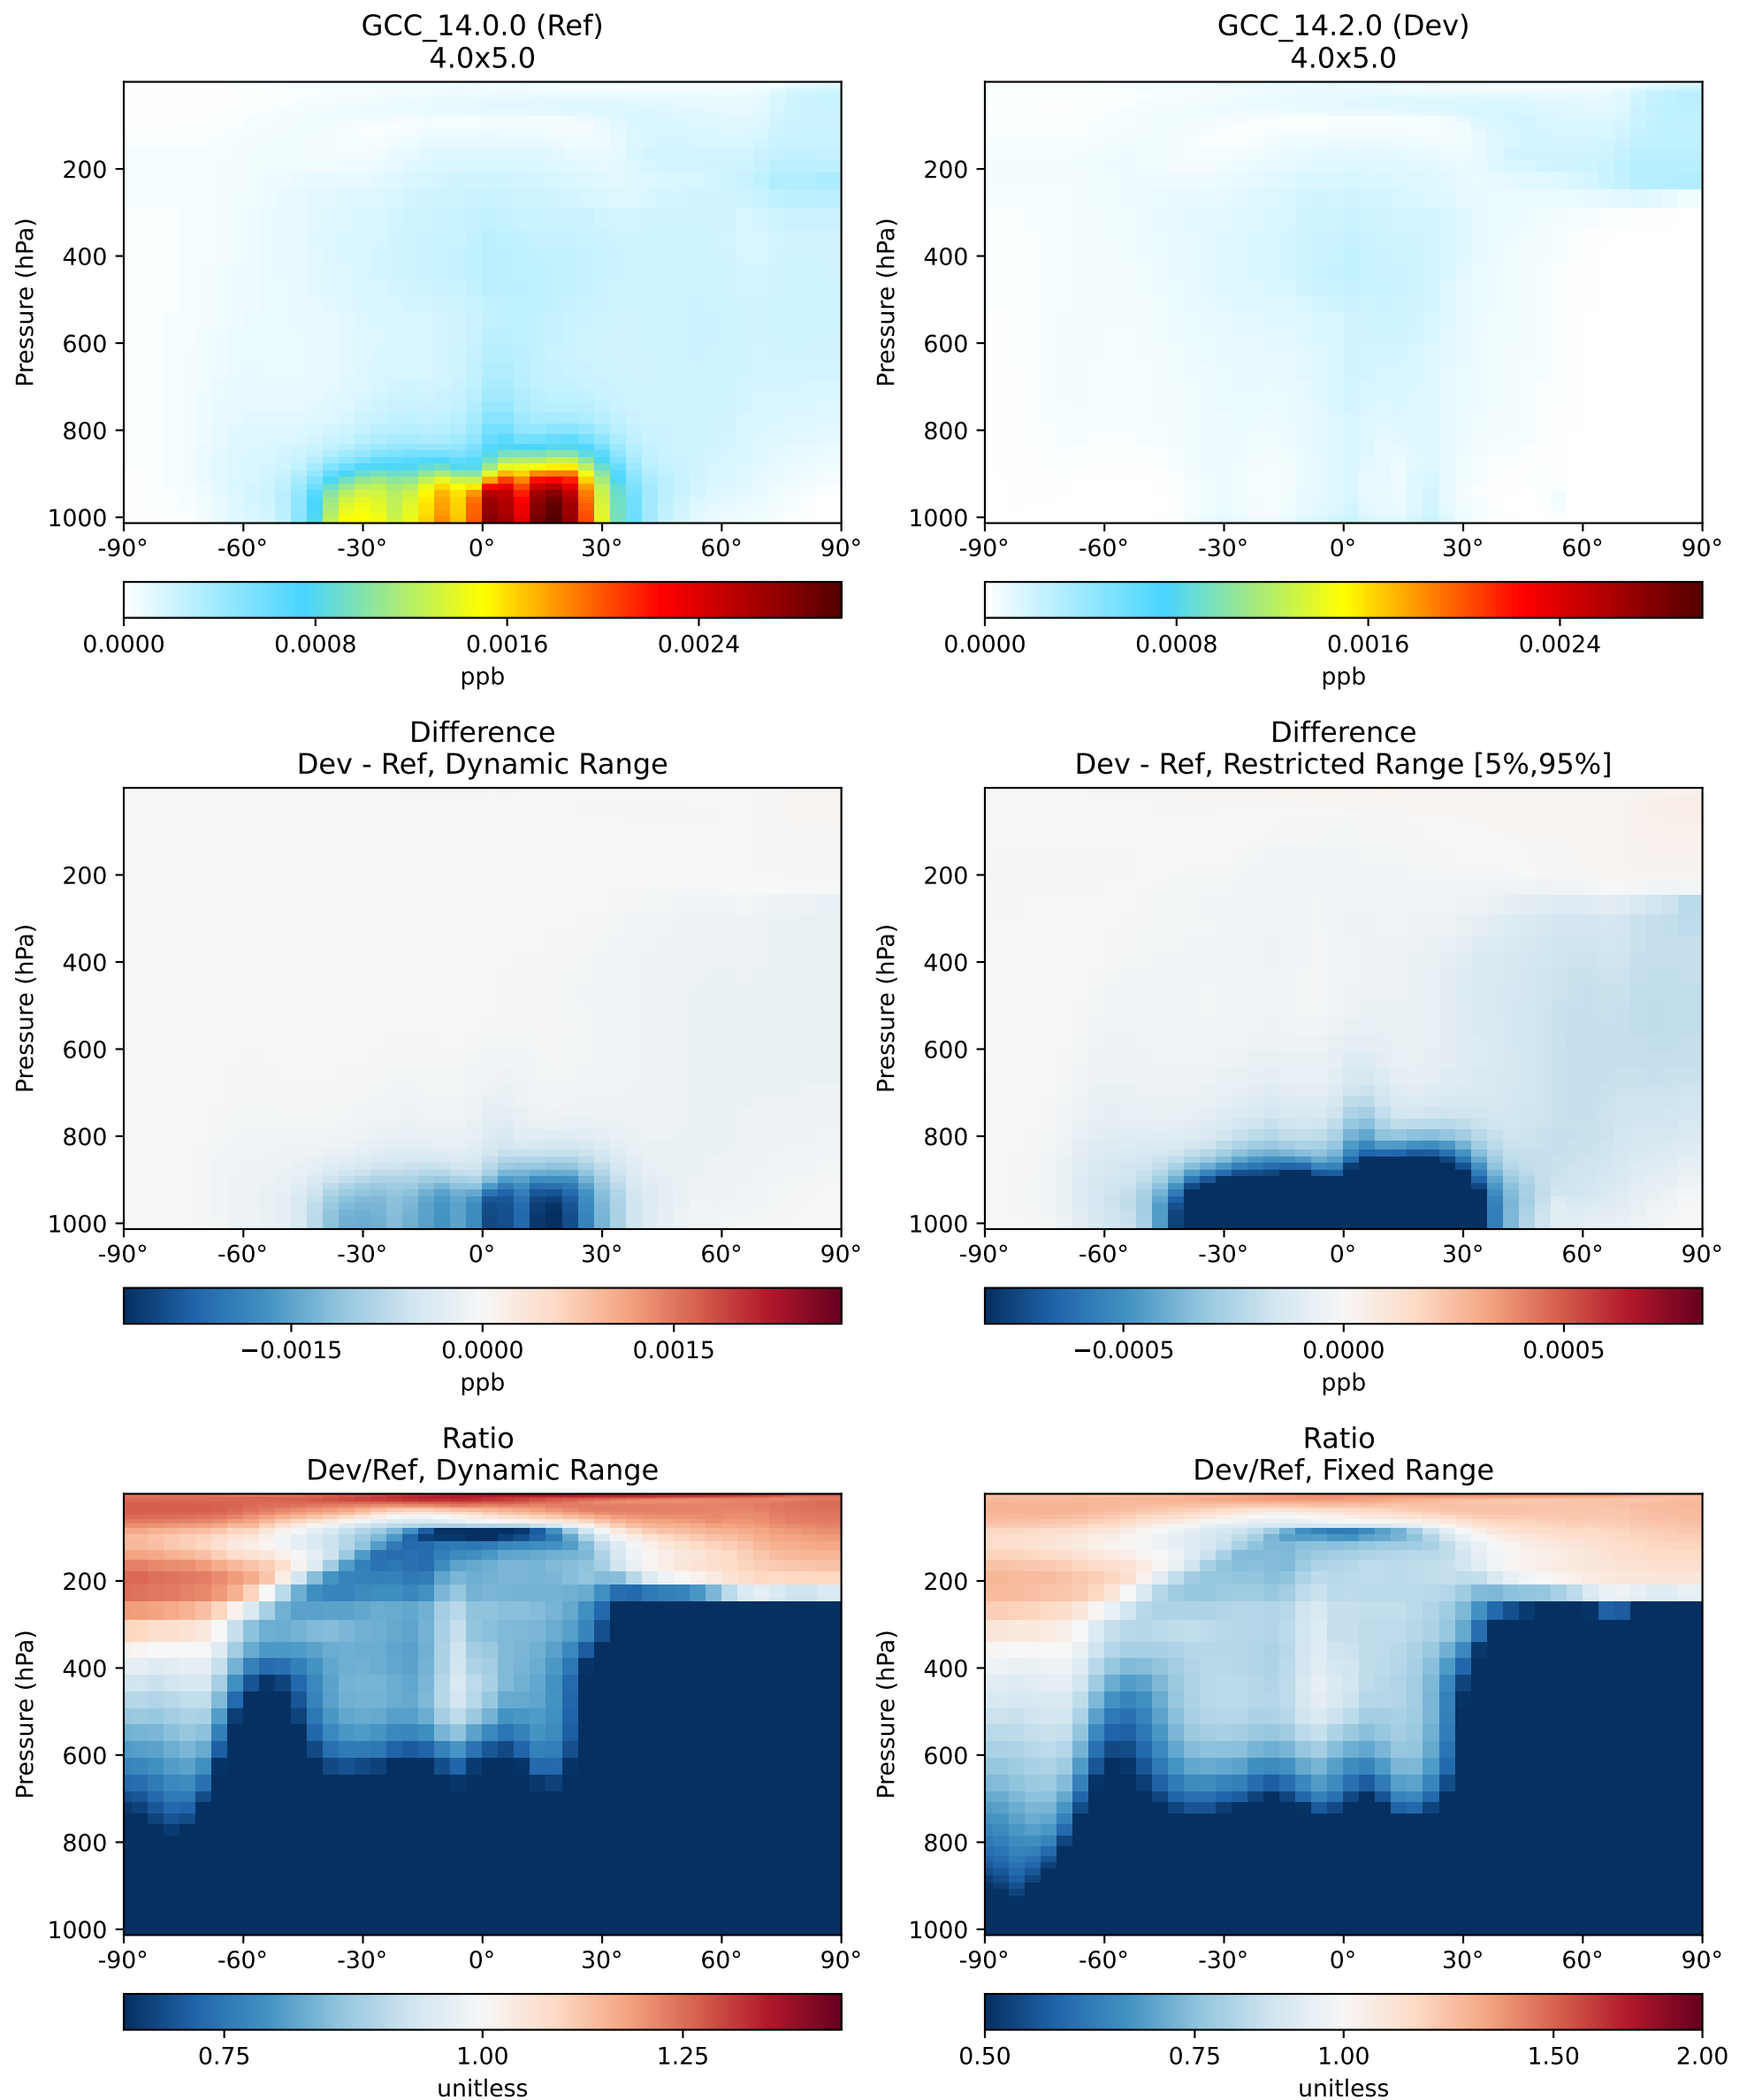 GCC_14.0.0 (Ref)
4.0x5.0
GCC_14.2.0 (Dev)
4.0x5.0
Pressure (hPa)
200
400
600
800
1000
-90° -60° -30° 0° 30° 60° 90°
0.0000 0.0008 0.0016 0.0024
ppb
Pressure (hPa)
200
400
600
800
1000
-90° -60° -30° 0° 30° 60° 90°
0.0000 0.0008 0.0016 0.0024
ppb
Difference
Dev - Ref, Dynamic Range
Difference
Dev - Ref, Restricted Range [5%,95%]
Pressure (hPa)
200
400
600
800
1000
-90° -60° -30° 0° 30° 60° 90°
−0.0015 0.0000 0.0015
ppb
Pressure (hPa)
200
400
600
800
1000
-90° -60° -30° 0° 30° 60° 90°
−0.0005 0.0000 0.0005
ppb
Ratio
Dev/Ref, Dynamic Range
Ratio
Dev/Ref, Fixed Range
Pressure (hPa)
200
400
600
800
1000
-90° -60° -30° 0° 30° 60° 90°
0.75 1.00 1.25
unitless
Pressure (hPa)
200
400
600
800
1000
-90° -60° -30° 0° 30° 60° 90°
0.50 0.75 1.00 1.50 2.00
unitless